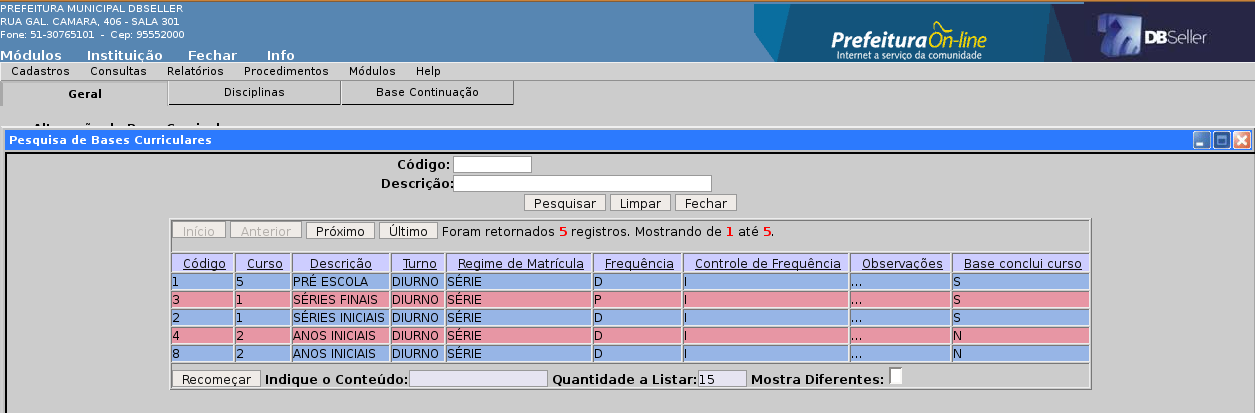 PREFEITURA MUNICIPAL DBSELLER
RUA GAL. CAMARA, 406 - SALA 301
Fone: 51-30765101 - Cep: 95552000
PrefeituraOn-line
Internet a serviço da comunidade
DBSeller
Módulos Instituição Fechar Info
Cadastros Consultas Relatórios Procedimentos Módulos Help
Geral Disciplinas Base Continuação
Pesquisa de Bases Curriculares
Código:
Descrição:
Pesquisar Limpar Fechar
Início Anterior Próximo Último Foram retornados 5 registros. Mostrando de 1 até 5.
Código Curso Descrição Turno Regime de Matrícula Frequência Controle de Frequência Observações Base conclui curso
1 5 PRÉ ESCOLA DIURNO SÉRIE D I ... S
3 1 SÉRIES FINAIS DIURNO SÉRIE P I ... S
2 1 SÉRIES INICIAIS DIURNO SÉRIE D I ... S
4 2 ANOS INICIAIS DIURNO SÉRIE D I ... N
8 2 ANOS INICIAIS DIURNO SÉRIE D I ... N
Recomeçar Indique o Conteúdo: Quantidade a Listar: 15 Mostra Diferentes: